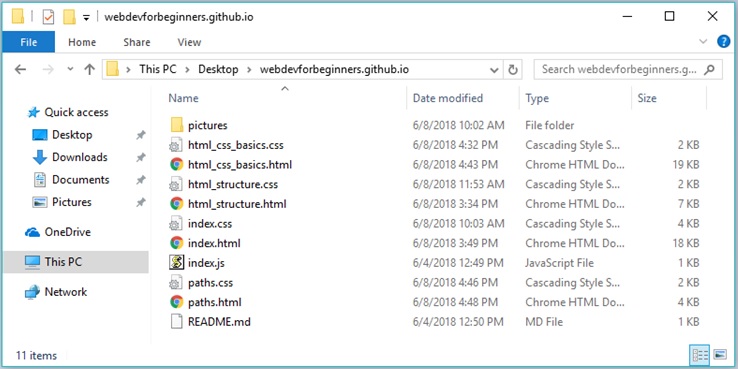 webdevforbeginners.github.io
File Home Share View
This PC Desktop webdevforbeginners.github.io Search webdevforbeginners.g...
Name Date modified Type Size
Quick access
Desktop
Downloads
Documents
Pictures
OneDrive
This PC
Network
pictures 6/8/2018 10:02 AM File folder
html_css_basics.css 6/8/2018 4:32 PM Cascading Style S... 2 KB
html_css_basics.html 6/8/2018 4:43 PM Chrome HTML Do... 19 KB
html_structure.css 6/8/2018 11:53 AM Cascading Style S... 2 KB
html_structure.html 6/8/2018 3:34 PM Chrome HTML Do... 7 KB
index.css 6/8/2018 10:03 AM Cascading Style S... 4 KB
index.html 6/8/2018 3:49 PM Chrome HTML Do... 18 KB
index.js 6/4/2018 12:49 PM JavaScript File 1 KB
paths.css 6/8/2018 4:46 PM Cascading Style S... 2 KB
paths.html 6/8/2018 4:48 PM Chrome HTML Do... 4 KB
README.md 6/4/2018 12:50 PM MD File 1 KB
11 items